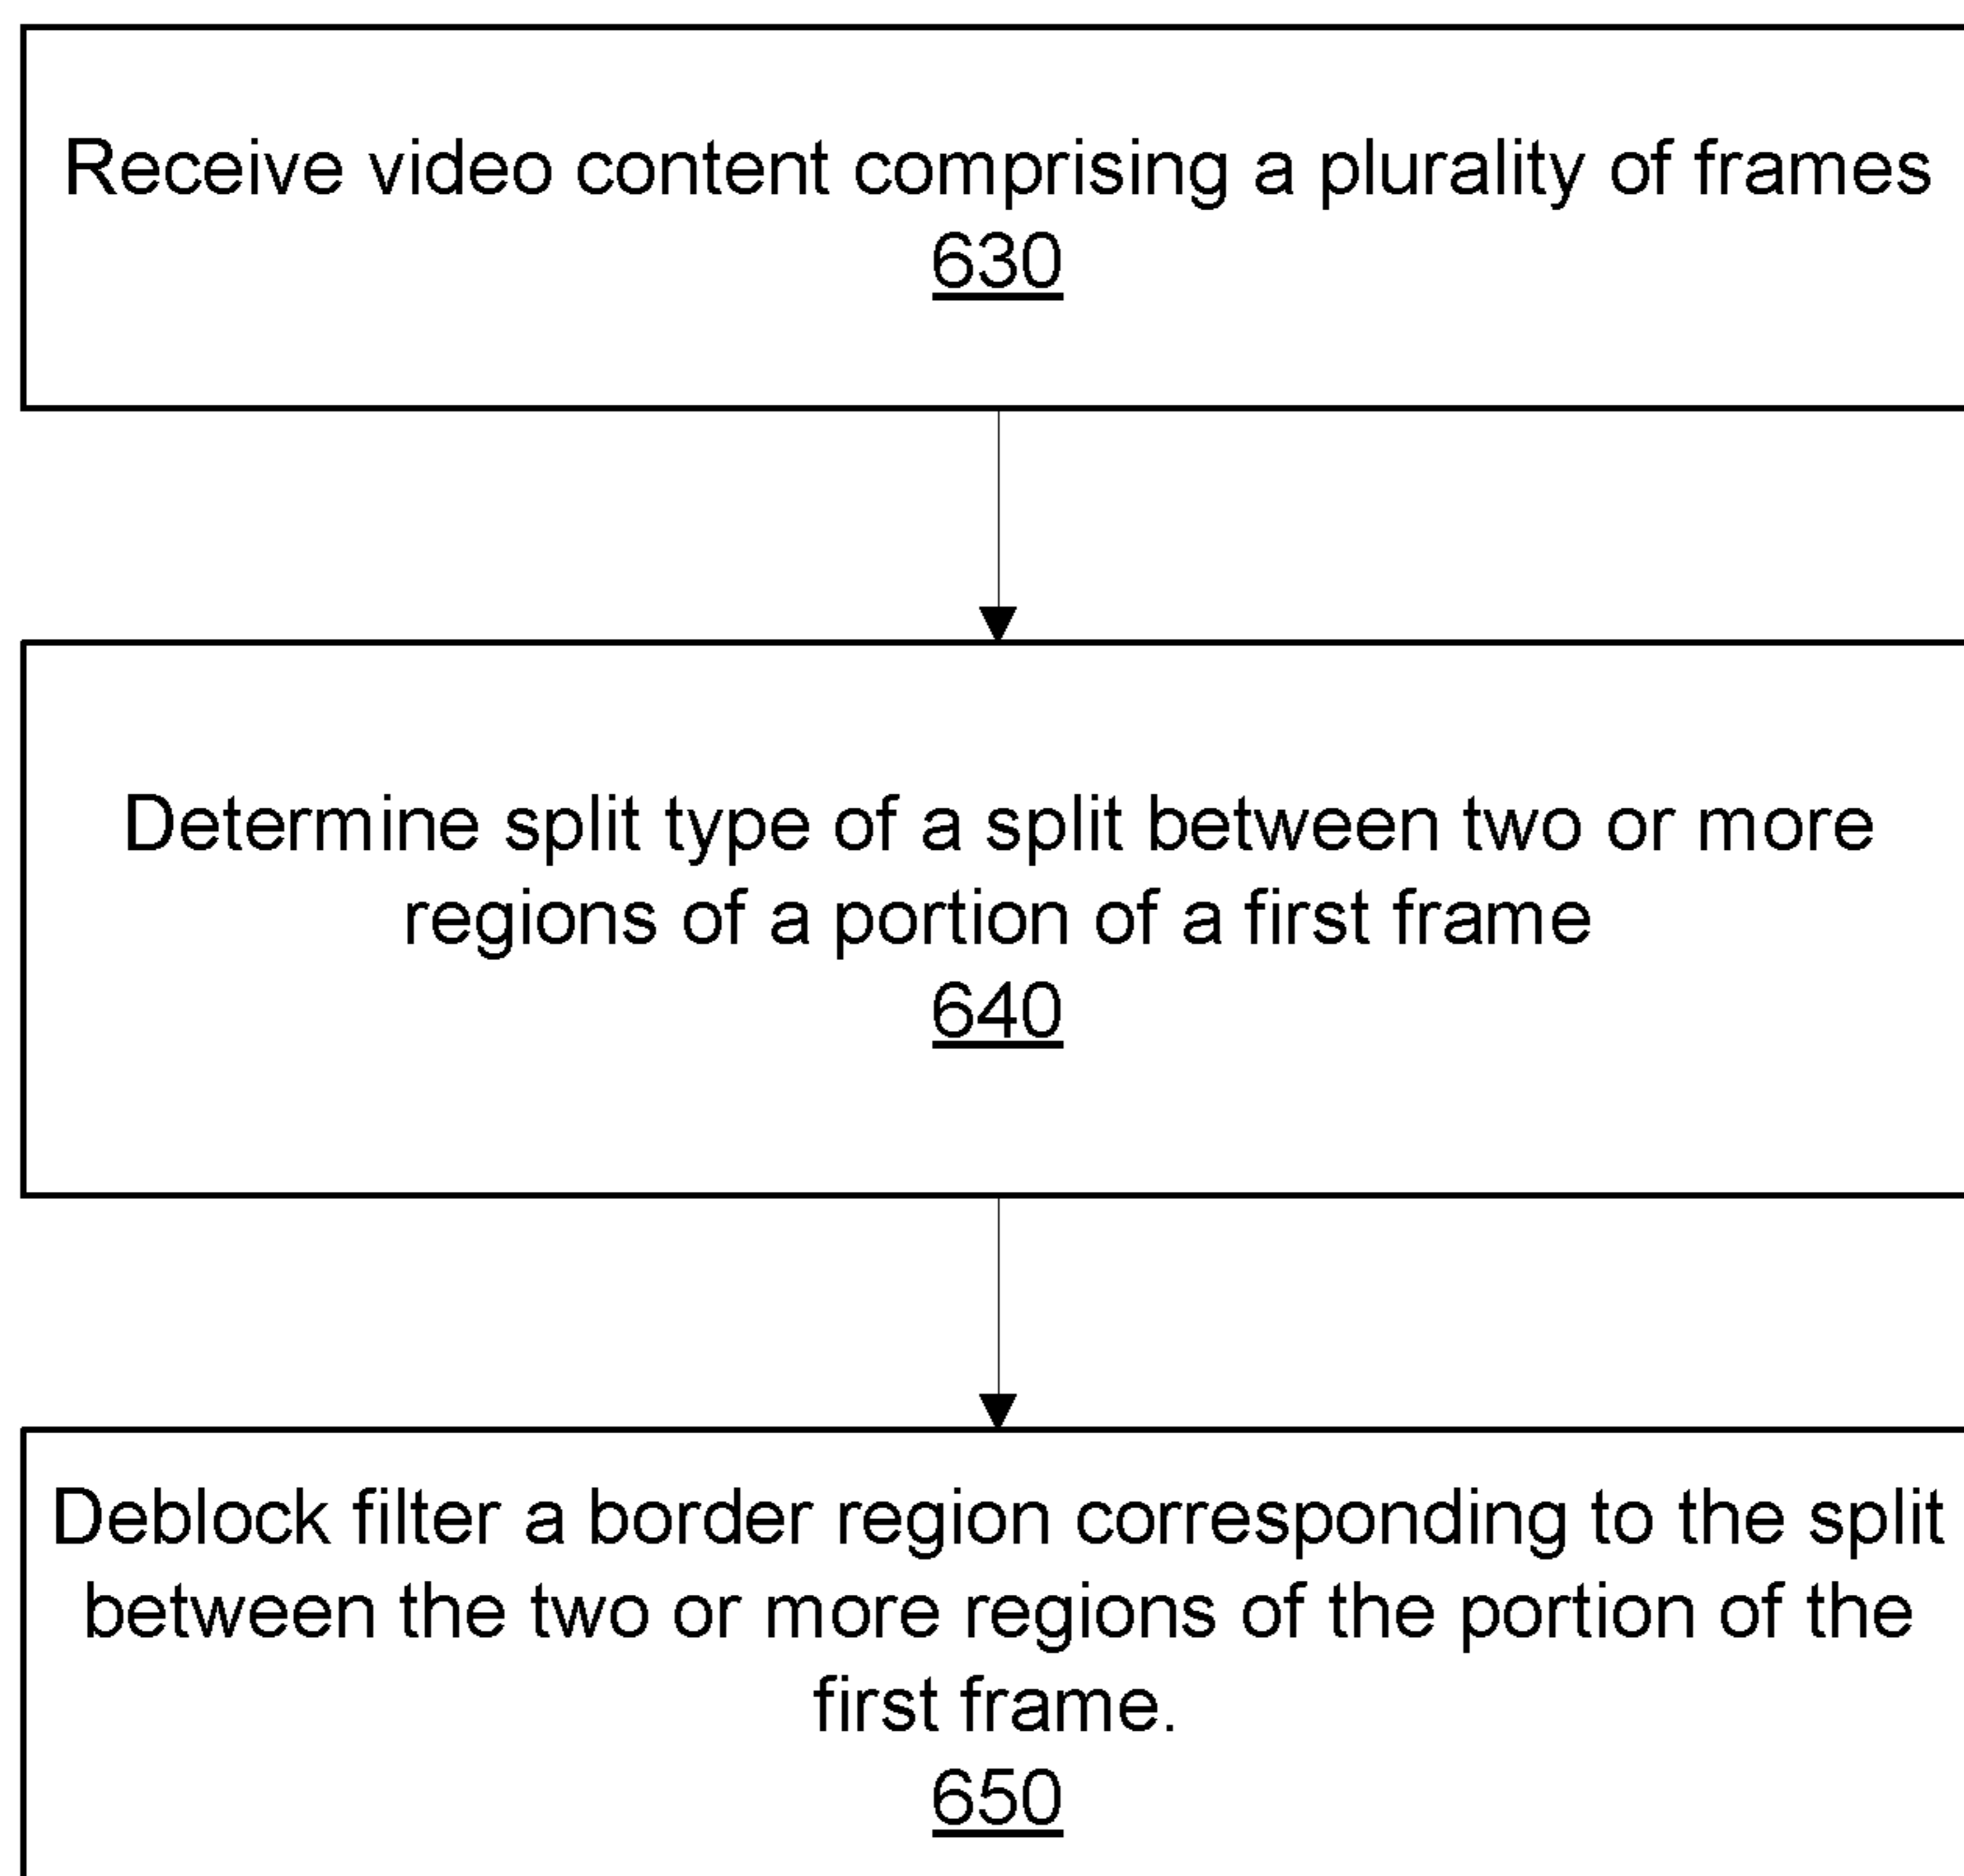 Receive video content comprising a plurality of frames
630
Determine split type of a split between two or more
regions of a portion of a first frame
640
Deblock filter a border region corresponding to the split
between the two or more regions of the portion of the
first frame.
650